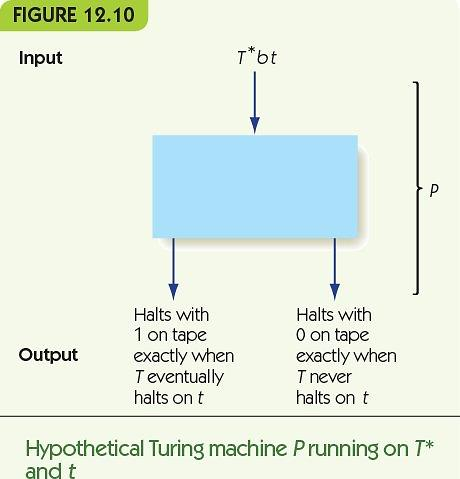 FIGURE 12.10
Input
T*bt
P
Halts with
1 on tape
exactly when
T eventually
halts on t
Halts with
0 on tape
exactly when
T never
halts on t
Output
Hypothetical Turing machine P running on T*
and t